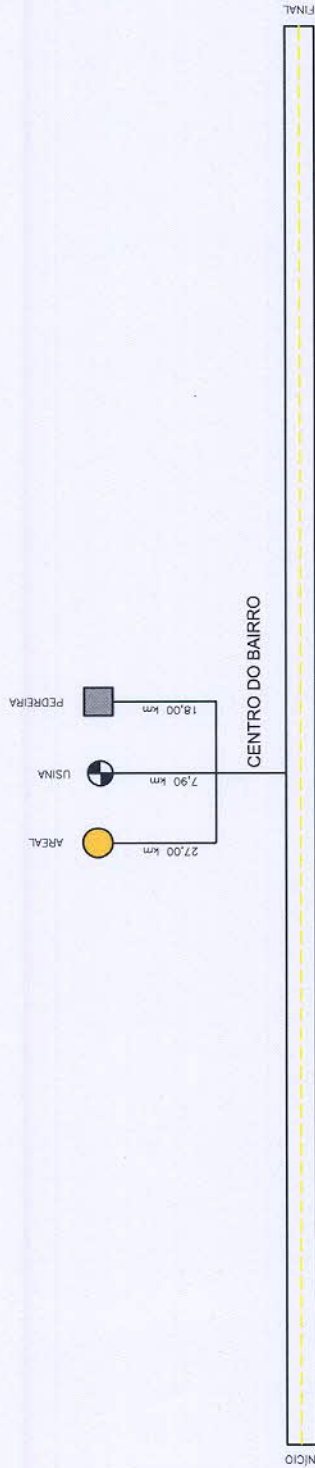 FINAL
PEDREIRA
18,00 km
USINA
7,90 km
AREAL
27,00 km
CENTRO DO BAIRRO
INÍCIO